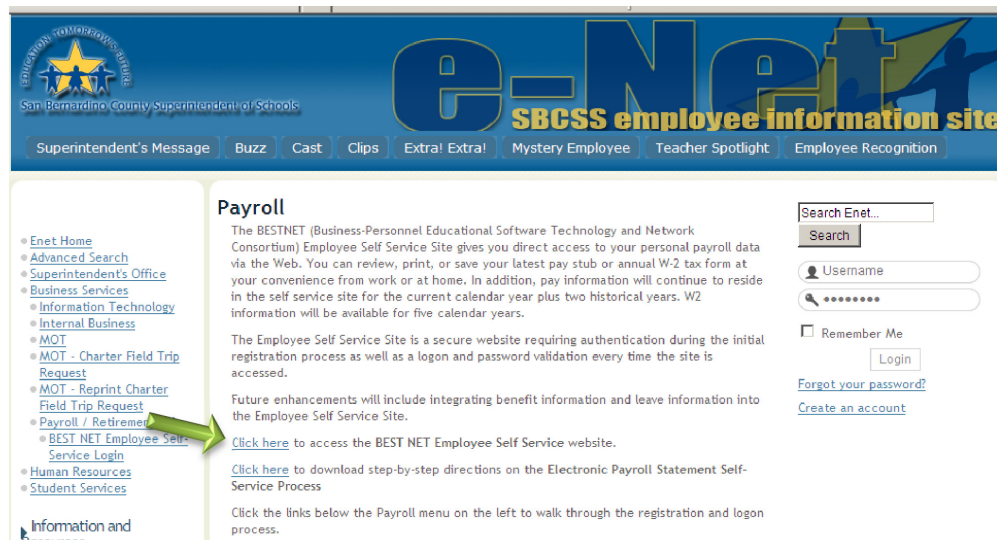 EDUCATION TOMORROW'S FUTURE
San Bernardino County Superintendent of Schools
e-Net
SBCSS employee information site
Superintendent's Message Buzz Cast Clips Extra! Extra! Mystery Employee Teacher Spotlight Employee Recognition
Enet Home
Advanced Search
Superintendent's Office
Business Services
Information Technology
Internal Business
MOT
MOT - Charter Field Trip
Request
MOT - Reprint Charter
Field Trip Request
Payroll /
BEST NET Employee Self-
Service Login
Human Resources
Student Services
Information and
Payroll
The BESTNET (Business-Personnel Educational Software Technology and Network
Consortium) Employee Self Service Site gives you direct access to your personal payroll data
via the Web. You can review, print, or save your latest pay stub or annual W-2 tax form at
your convenience from work or at home. In addition, pay information will continue to reside
in the self service site for the current calendar year plus two historical years. W2
information will be available for five calendar years.
The Employee Self Service Site is a secure website requiring authentication during the initial
registration process as well as a logon and password validation every time the site is
accessed.
Future enhancements will include integrating benefit information and leave information into
the Employee Self Service Site.
Click here to access the BEST NET Employee Self Service website.
Click here to download step-by-step directions on the Electronic Payroll Statement Self-
Service Process
Click the links below the Payroll menu on the left to walk through the registration and logon
process.
Search Enet...
Search
Username
Remember Me
Login
Forgot your password?
Create an account